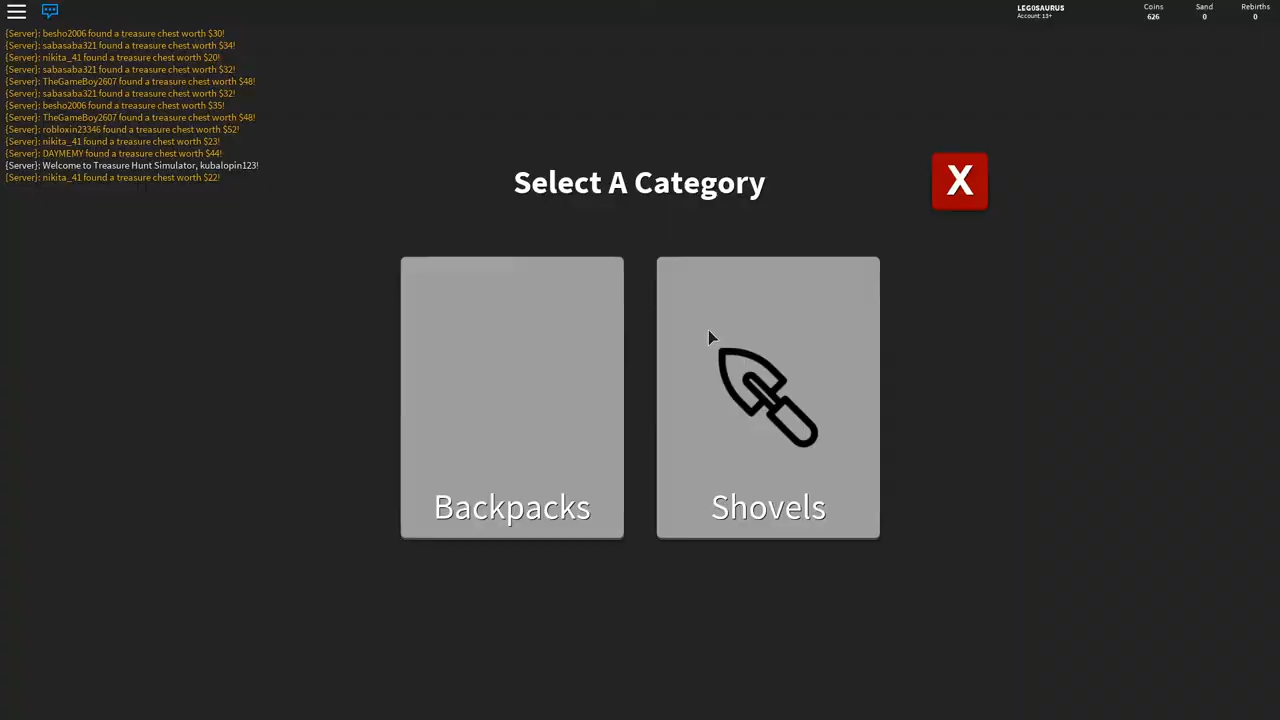 LEG0SAURUS
Account: 13+
Coins
626
Sand
0
Rebirths
0
{Server}: besho2006 found a treasure chest worth $30!
{Server}: sabasaba321 found a treasure chest worth $34!
{Server}: nikita_41 found a treasure chest worth $20!
{Server}: sabasaba321 found a treasure chest worth $32!
{Server}: TheGameBoy2607 found a treasure chest worth $48!
{Server}: sabasaba321 found a treasure chest worth $32!
{Server}: besho2006 found a treasure chest worth $35!
{Server}: TheGameBoy2607 found a treasure chest worth $48!
{Server}: robloxin23346 found a treasure chest worth $52!
{Server}: nikita_41 found a treasure chest worth $23!
{Server}: DAYMEMY found a treasure chest worth $44!
{Server}: Welcome to Treasure Hunt Simulator, kubalopin123!
{Server}: nikita_41 found a treasure chest worth $22!
Select A Category
X
Backpacks
Shovels